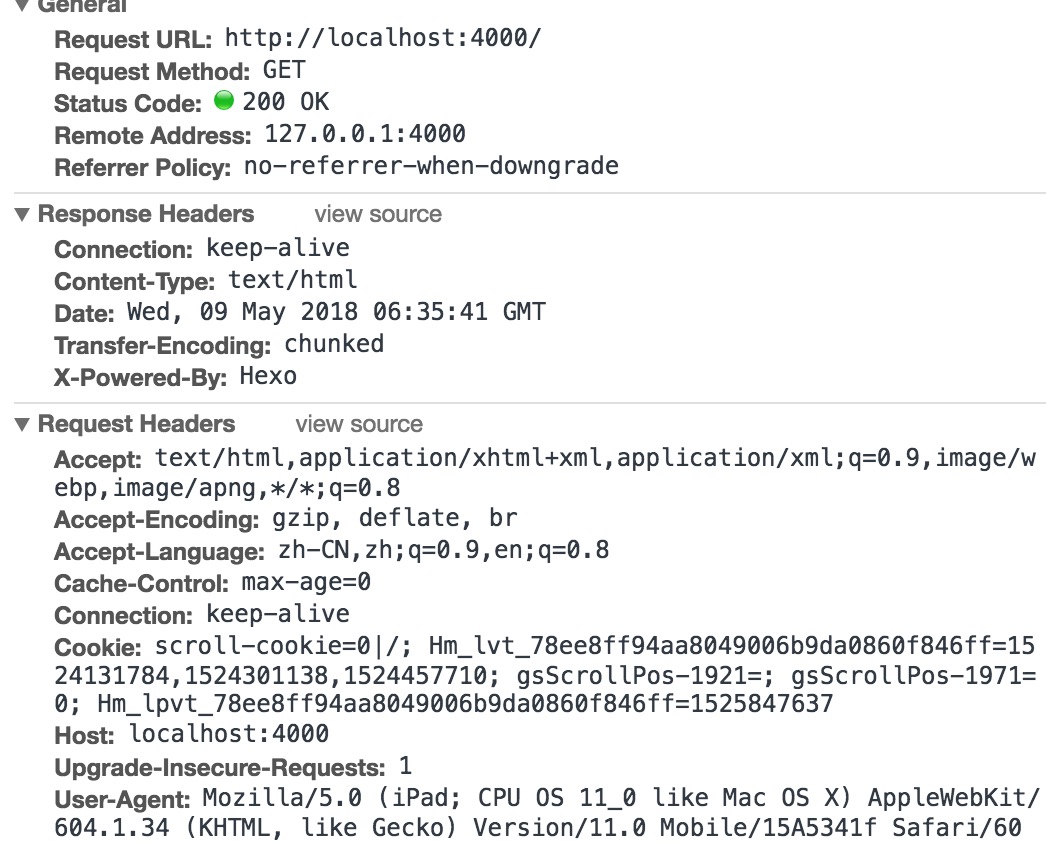 General
Request URL: http://localhost:4000/
Request Method: GET
Status Code: 200 OK
Remote Address: 127.0.0.1:4000
Referrer Policy: no-referrer-when-downgrade
Response Headers view source
Connection: keep-alive
Content-Type: text/html
Date: Wed, 09 May 2018 06:35:41 GMT
Transfer-Encoding: chunked
X-Powered-By: Hexo
Request Headers view source
Accept: text/html,application/xhtml+xml,application/xml;q=0.9,image/w
ebp,image/apng,*/*;q=0.8
Accept-Encoding: gzip, deflate, br
Accept-Language: zh-CN,zh;q=0.9,en;q=0.8
Cache-Control: max-age=0
Connection: keep-alive
Cookie: scroll-cookie=0|/; Hm_lvt_78ee8ff94aa8049006b9da0860f846ff=15
24131784,1524301138,1524457710; gsScrollPos-1921=; gsScrollPos-1971=
0; Hm_lpvt_78ee8ff94aa8049006b9da0860f846ff=1525847637
Host: localhost:4000
Upgrade-Insecure-Requests: 1
User-Agent: Mozilla/5.0 (iPad; CPU OS 11_0 like Mac OS X) AppleWebKit/
604.1.34 (KHTML, like Gecko) Version/11.0 Mobile/15A5341f Safari/60